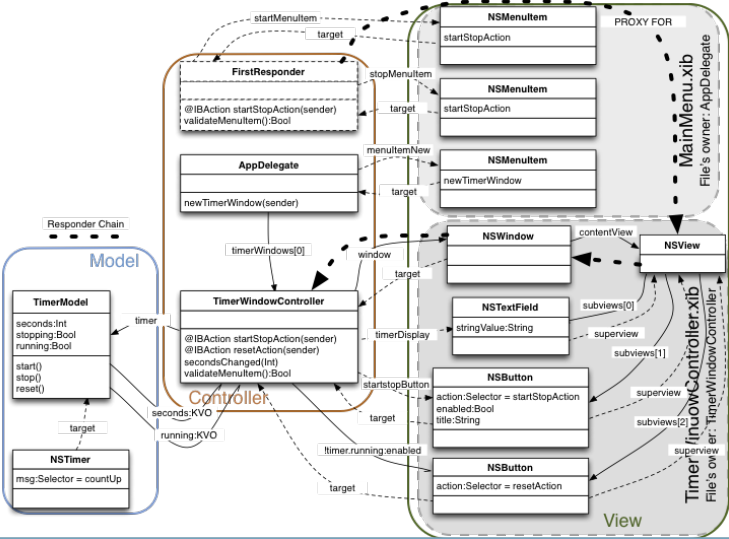 startMenuItem
target
NSMenuItem
startStopAction
PROXY FOR
FirstResponder
@IBAction startStopAction(sender)
validateMenuItem():Bool
stopMenuItem
target
NSMenuItem
startStopAction
MainMenu.xib
File's owner: AppDelegate
AppDelegate
newTimerWindow(sender)
menuItemNew
target
NSMenuItem
newTimerWindow
Responder Chain
timerWindows[0]
window
target
NSWindow
contentView
NSView
Model
TimerModel
seconds:Int
stopping:Bool
running:Bool
start()
stop()
reset()
timer
TimerWindowController
@IBAction startStopAction(sender)
@IBAction resetAction(sender)
secondsChanged(Int)
validateMenuItem():Bool
Controller
timerDisplay
NSTextField
stringValue:String
subviews[0]
superview
subviews[1]
startstopButton
target
NSButton
action:Selector = startStopAction
enabled:Bool
title:String
superview
subviews[2]
superview
TimerWindowController.xib
File's owner: TimerWindowController
seconds:KVO
running:KVO
target
NSTimer
msg:Selector = countUp
!timer.running:enabled
target
NSButton
action:Selector = resetAction
View